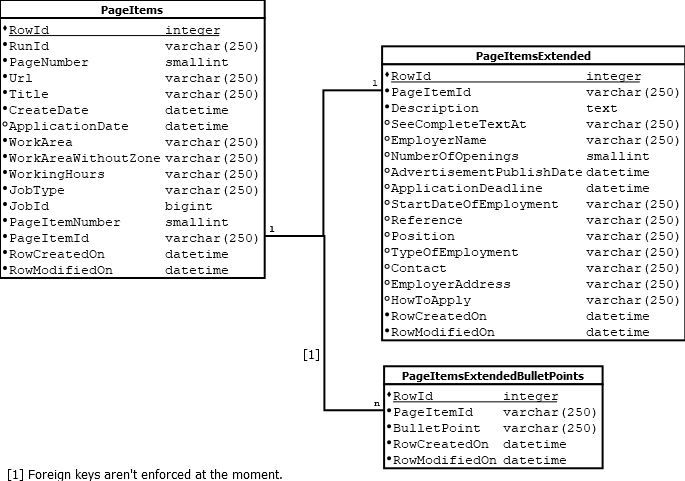 PageItems
RowId integer
RunId varchar(250)
PageNumber smallint
Url varchar(250)
Title varchar(250)
CreateDate datetime
ApplicationDate datetime
WorkArea varchar(250)
WorkAreaWithoutZone varchar(250)
WorkingHours varchar(250)
JobType varchar(250)
JobId bigint
PageItemNumber smallint
PageItemId varchar(250)
RowCreatedOn datetime
RowModifiedOn datetime
1
1
PageItemsExtended
RowId integer
PageItemId varchar(250)
Description text
SeeCompleteTextAt varchar(250)
EmployerName varchar(250)
NumberOfOpenings smallint
AdvertisementPublishDate datetime
ApplicationDeadline datetime
StartDateOfEmployment varchar(250)
Reference varchar(250)
Position varchar(250)
TypeOfEmployment varchar(250)
Contact varchar(250)
EmployerAddress varchar(250)
HowToApply varchar(250)
RowCreatedOn datetime
RowModifiedOn datetime
[1]
n
PageItemsExtendedBulletPoints
RowId integer
PageItemId varchar(250)
BulletPoint varchar(250)
RowCreatedOn datetime
RowModifiedOn datetime
[1] Foreign keys aren't enforced at the moment.